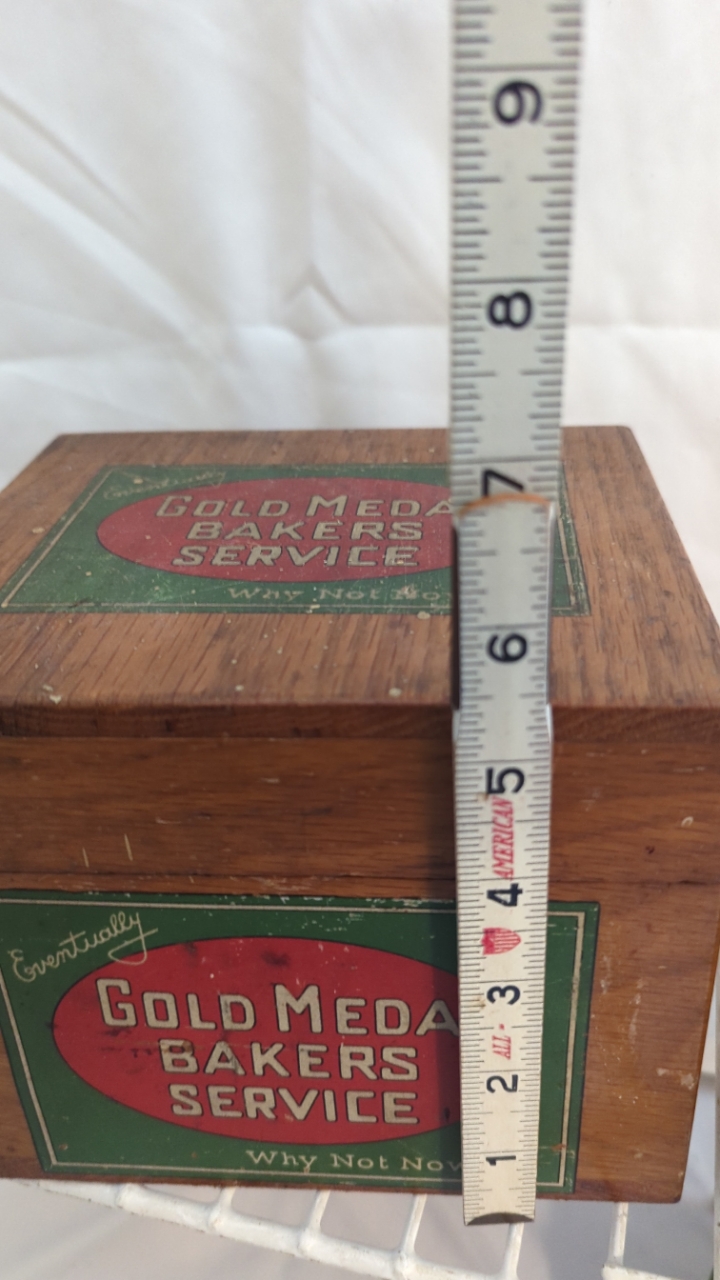 9
8
7
Eventually
GOLD MEDA
BAKERS
SERVICE
Why Not No
6
5
AMERICAN
4
Eventually
GOLD MEDA
BAKERS
SERVICE
Why Not Now
3
ALL-
2
1